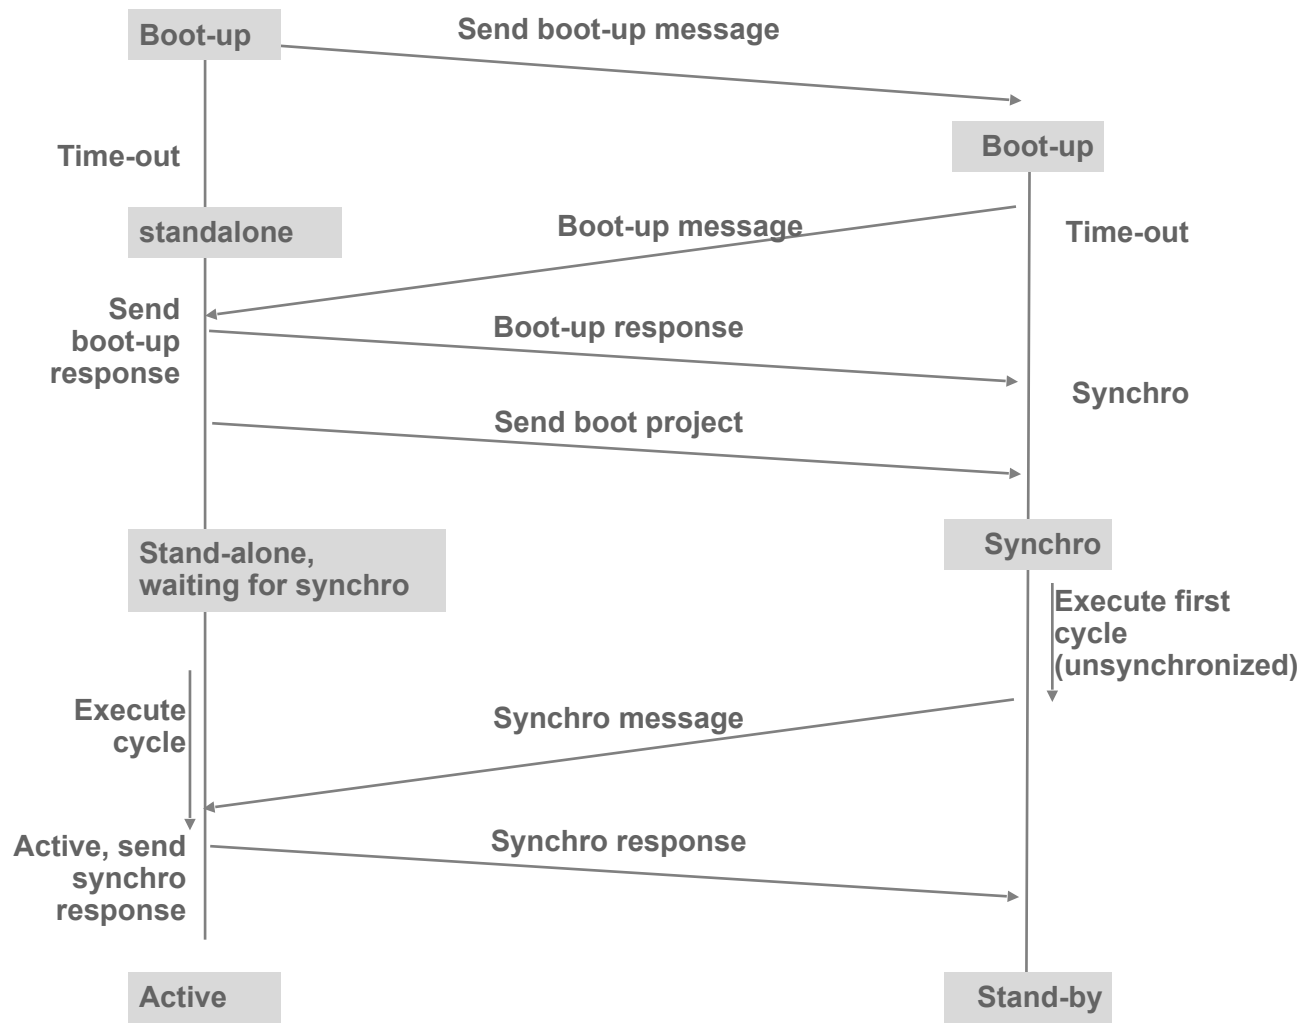 Boot-up
Send boot-up message
Time-out
Boot-up
standalone
Boot-up message
Time-out
Send
boot-up
response
Boot-up response
Synchro
Send boot project
Stand-alone,
waiting for synchro
Synchro
Execute first
cycle
(unsynchronized)
Execute
cycle
Synchro message
Active, send
synchro
response
Synchro response
Active
Stand-by